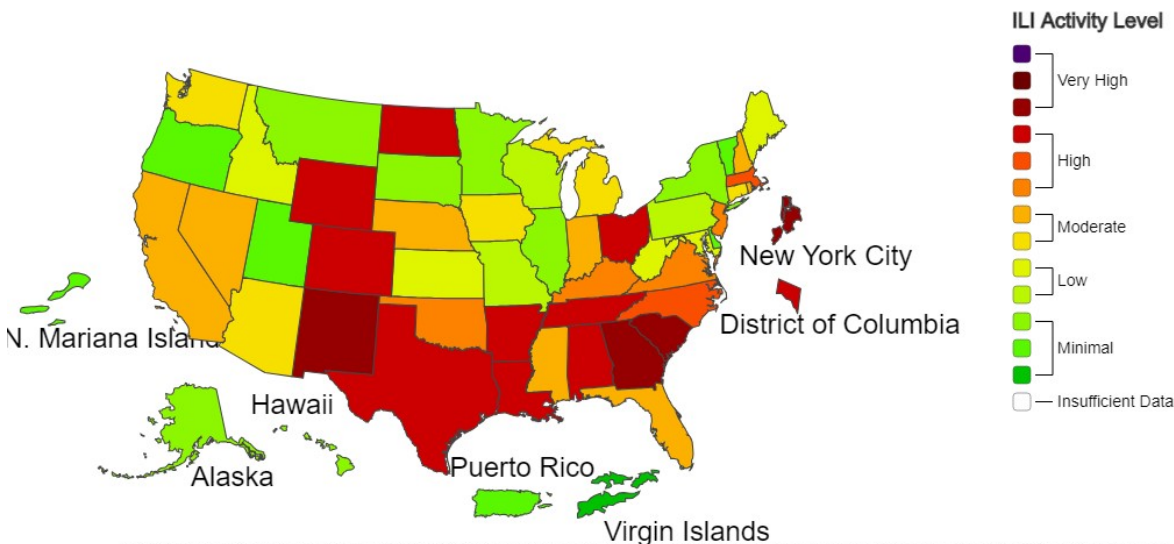 ILI Activity Level
Very High
High
Moderate
Low
Minimal
Insufficient Data
New York City
District of Columbia
N. Mariana Island
Hawaii
Alaska
Puerto Rico
Virgin Islands